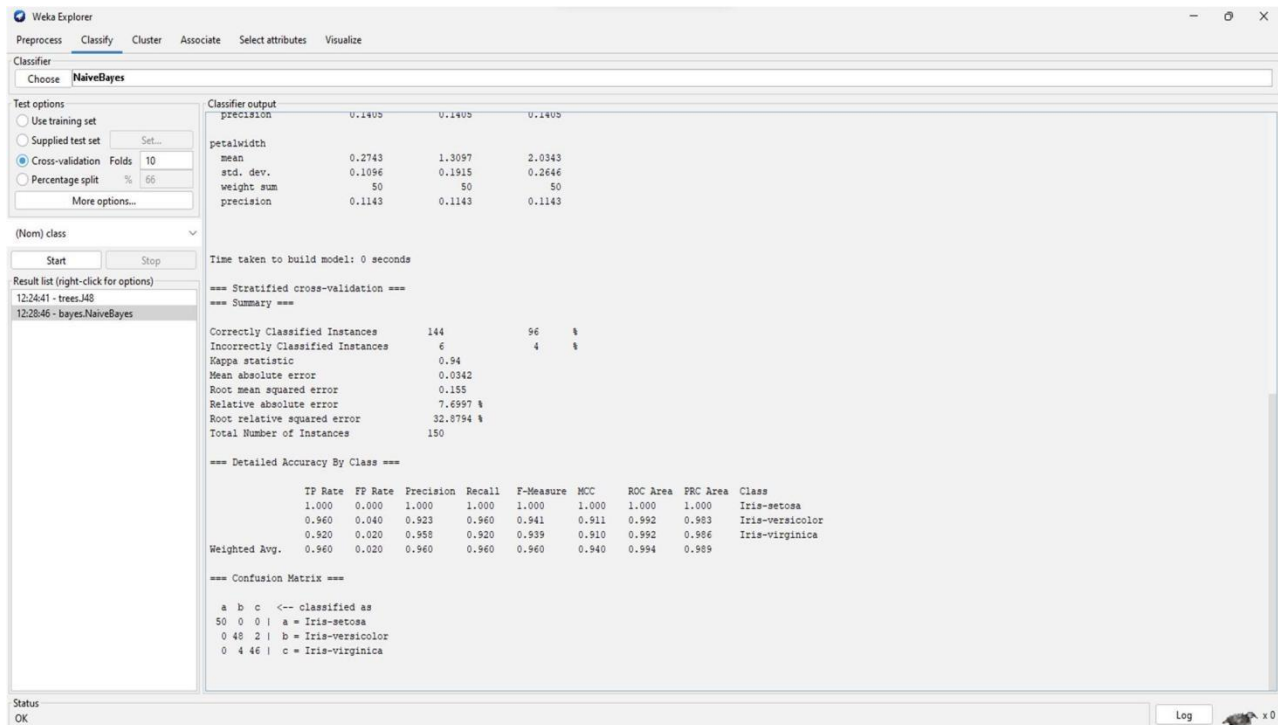 Weka Explorer
Preprocess Classify Cluster Associate Select attributes Visualize
Classifier
Choose NaiveBayes
Test options
Use training set
Supplied test set Set...
Cross-validation Folds 10
Percentage split % 66
More options...
(Nom) class
Start Stop
Result list (right-click for options)
12:24:41 - trees.J48
12:28:46 - bayes.NaiveBayes
Classifier output
precision 0.1405 0.1405 0.1405
petalwidth
mean 0.2743 1.3097 2.0343
std. dev. 0.1096 0.1915 0.2646
weight sum 50 50 50
precision 0.1143 0.1143 0.1143
Time taken to build model: 0 seconds
=== Stratified cross-validation ===
=== Summary ===
Correctly Classified Instances 144 96 %
Incorrectly Classified Instances 6 4 %
Kappa statistic 0.94
Mean absolute error 0.0342
Root mean squared error 0.155
Relative absolute error 7.6997 %
Root relative squared error 32.8794 %
Total Number of Instances 150
=== Detailed Accuracy By Class ===
TP Rate FP Rate Precision Recall F-Measure MCC ROC Area PRC Area Class
1.000 0.000 1.000 1.000 1.000 1.000 1.000 1.000 Iris-setosa
0.960 0.040 0.923 0.960 0.941 0.911 0.992 0.983 Iris-versicolor
0.920 0.020 0.958 0.920 0.939 0.910 0.992 0.986 Iris-virginica
Weighted Avg. 0.960 0.020 0.960 0.960 0.960 0.940 0.994 0.989
=== Confusion Matrix ===
a b c <-- classified as
50 0 0 | a = Iris-setosa
0 48 2 | b = Iris-versicolor
0 4 46 | c = Iris-virginica
Status
OK
Log
x 0